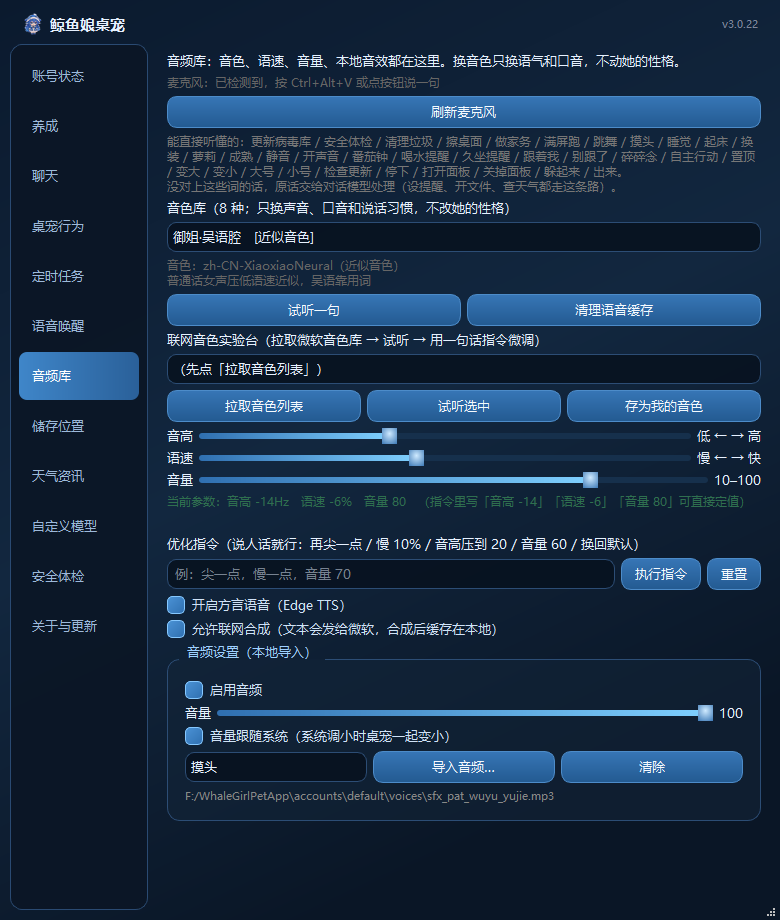 鲸鱼娘桌宠
v3.0.22
账号状态
养成
聊天
桌宠行为
定时任务
语音唤醒
音频库
储存位置
天气资讯
自定义模型
安全体检
关于与更新
音频库：音色、语速、音量、本地音效都在这里。换音色只换语气和口音，不动她的性格。
麦克风：已检测到，按 Ctrl+Alt+V 或点按钮说一句
刷新麦克风
能直接听懂的：更新病毒库 / 安全体检 / 清理垃圾 / 擦桌面 / 做家务 / 满屏跑 / 跳舞 / 摸头 / 睡觉 / 起床 / 换
装 / 萝莉 / 成熟 / 静音 / 开声音 / 番茄钟 / 喝水提醒 / 久坐提醒 / 跟着我 / 别跟了 / 碎碎念 / 自主行动 / 置顶
/ 变大 / 变小 / 大号 / 小号 / 检查更新 / 停下 / 打开面板 / 关掉面板 / 躲起来 / 出来。
没对上这些词的话，原话交给对话模型处理（设提醒、开文件、查天气都走这条路）。
音色库（8 种；只换声音、口音和说话习惯，不改她的性格）
御姐·吴语腔 [近似音色]
音色：zh-CN-XiaoxiaoNeural（近似音色）
普通话女声压低语速近似，吴语靠用词
试听一句
清理语音缓存
联网音色实验台（拉取微软音色库 → 试听 → 用一句话指令微调）
（先点「拉取音色列表」）
拉取音色列表
试听选中
存为我的音色
音高 低 ← → 高
语速 慢 ← → 快
音量 10–100
当前参数：音高 -14Hz 语速 -6% 音量 80 （指令里写「音高 -14」「语速 -6」「音量 80」可直接定值）
优化指令（说人话就行：再尖一点 / 慢 10% / 音高压到 20 / 音量 60 / 换回默认）
例：尖一点，慢一点，音量 70
执行指令
重置
开启方言语音（Edge TTS）
允许联网合成（文本会发给微软，合成后缓存在本地）
音频设置（本地导入）
启用音频
音量 100
音量跟随系统（系统调小时桌宠一起变小）
摸头
导入音频...
清除
F:/WhaleGirlPetApp\accounts\default\voices\sfx_pat_wuyu_yujie.mp3